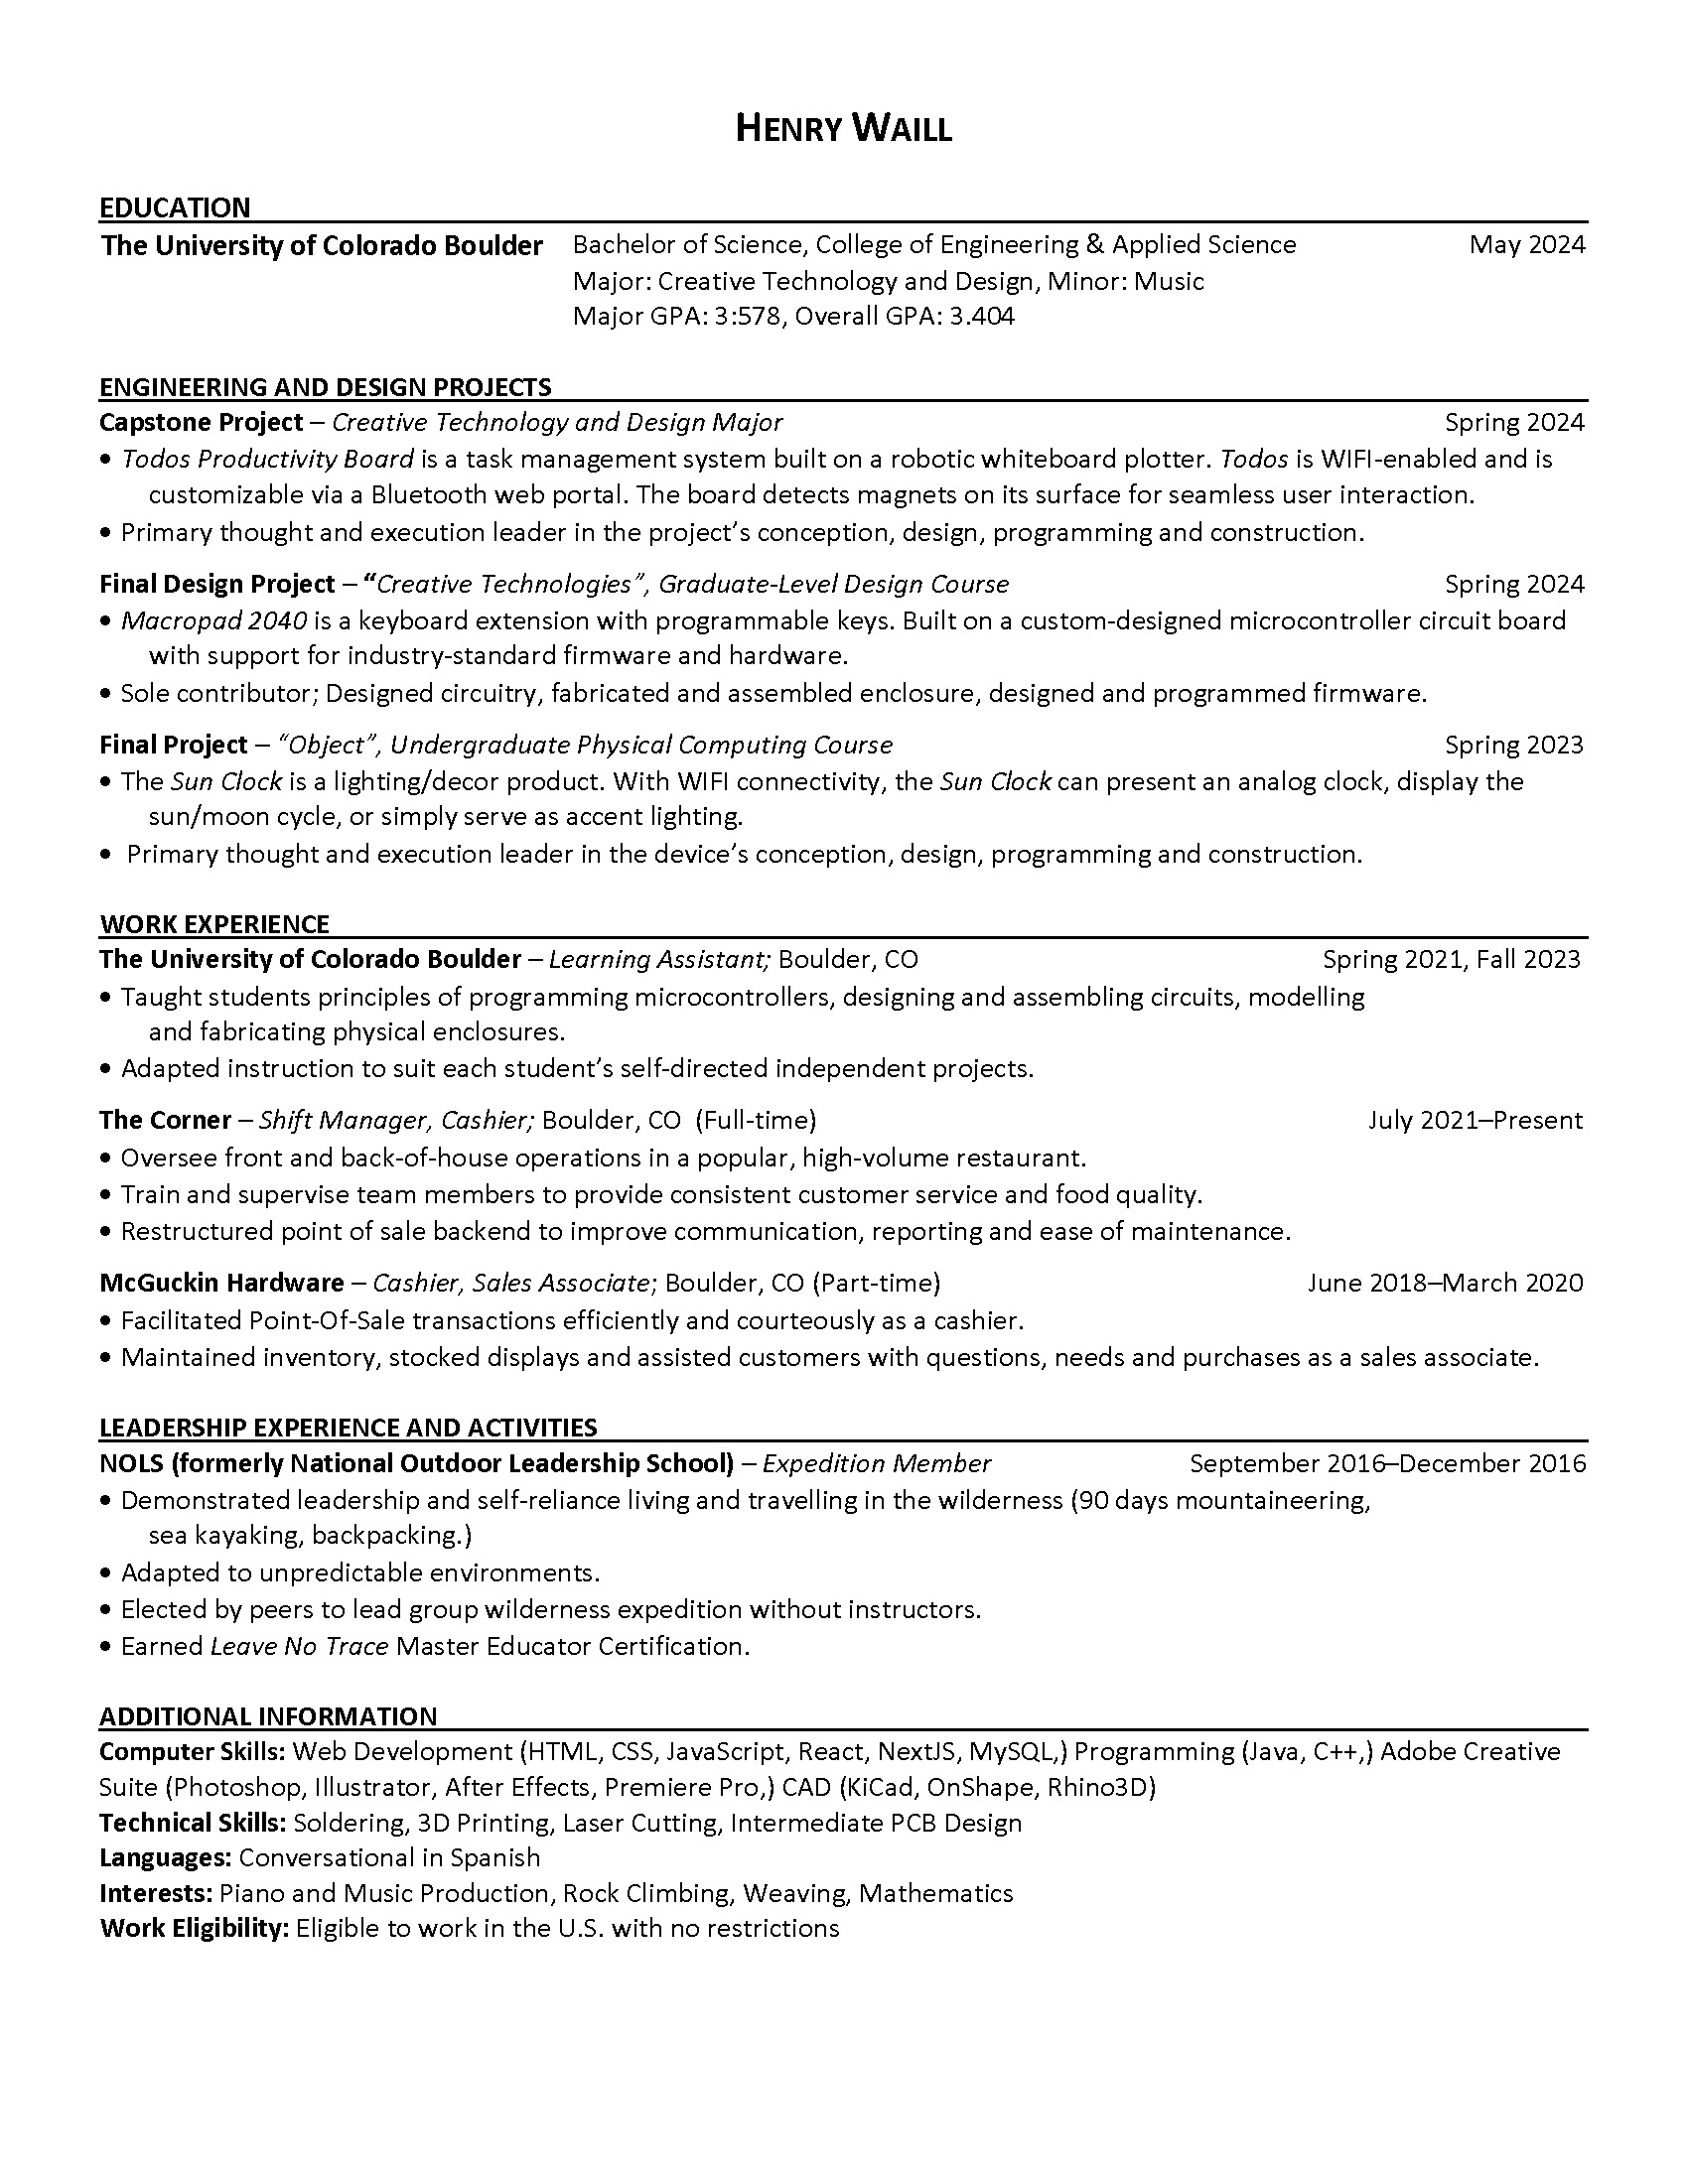 HENRY WAILL
EDUCATION
The University of Colorado Boulder Bachelor of Science, College of Engineering & Applied Science May 2024
Major: Creative Technology and Design, Minor: Music
Major GPA: 3:578, Overall GPA: 3.404
ENGINEERING AND DESIGN PROJECTS
Capstone Project – Creative Technology and Design Major Spring 2024
• Todos Productivity Board is a task management system built on a robotic whiteboard plotter. Todos is WIFI-enabled and is
customizable via a Bluetooth web portal. The board detects magnets on its surface for seamless user interaction.
• Primary thought and execution leader in the project’s conception, design, programming and construction.
Final Design Project – “Creative Technologies”, Graduate-Level Design Course Spring 2024
• Macropad 2040 is a keyboard extension with programmable keys. Built on a custom-designed microcontroller circuit board
with support for industry-standard firmware and hardware.
• Sole contributor; Designed circuitry, fabricated and assembled enclosure, designed and programmed firmware.
Final Project – “Object”, Undergraduate Physical Computing Course Spring 2023
• The Sun Clock is a lighting/decor product. With WIFI connectivity, the Sun Clock can present an analog clock, display the
sun/moon cycle, or simply serve as accent lighting.
• Primary thought and execution leader in the device’s conception, design, programming and construction.
WORK EXPERIENCE
The University of Colorado Boulder – Learning Assistant; Boulder, CO Spring 2021, Fall 2023
• Taught students principles of programming microcontrollers, designing and assembling circuits, modelling
and fabricating physical enclosures.
• Adapted instruction to suit each student’s self-directed independent projects.
The Corner – Shift Manager, Cashier; Boulder, CO (Full-time) July 2021–Present
• Oversee front and back-of-house operations in a popular, high-volume restaurant.
• Train and supervise team members to provide consistent customer service and food quality.
• Restructured point of sale backend to improve communication, reporting and ease of maintenance.
McGuckin Hardware – Cashier, Sales Associate; Boulder, CO (Part-time) June 2018–March 2020
• Facilitated Point-Of-Sale transactions efficiently and courteously as a cashier.
• Maintained inventory, stocked displays and assisted customers with questions, needs and purchases as a sales associate.
LEADERSHIP EXPERIENCE AND ACTIVITIES
NOLS (formerly National Outdoor Leadership School) – Expedition Member September 2016–December 2016
• Demonstrated leadership and self-reliance living and travelling in the wilderness (90 days mountaineering,
sea kayaking, backpacking.)
• Adapted to unpredictable environments.
• Elected by peers to lead group wilderness expedition without instructors.
• Earned Leave No Trace Master Educator Certification.
ADDITIONAL INFORMATION
Computer Skills: Web Development (HTML, CSS, JavaScript, React, NextJS, MySQL,) Programming (Java, C++,) Adobe Creative
Suite (Photoshop, Illustrator, After Effects, Premiere Pro,) CAD (KiCad, OnShape, Rhino3D)
Technical Skills: Soldering, 3D Printing, Laser Cutting, Intermediate PCB Design
Languages: Conversational in Spanish
Interests: Piano and Music Production, Rock Climbing, Weaving, Mathematics
Work Eligibility: Eligible to work in the U.S. with no restrictions